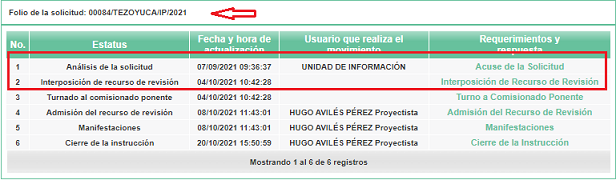 Folio de la solicitud: 00084/TEZOYUCA/IP/2021
No. Estatus Fecha y hora de actualización Usuario que realiza el movimiento Requerimientos y respuesta
1 Análisis de la solicitud 07/09/2021 09:36:37 UNIDAD DE INFORMACIÓN Acuse de la Solicitud
2 Interposición de recurso de revisión 04/10/2021 10:42:28 Interposición de Recurso de Revisión
3 Turnado al comisionado ponente 04/10/2021 10:42:28 Turno a Comisionado Ponente
4 Admisión del recurso de revisión 08/10/2021 11:43:01 HUGO AVILÉS PÉREZ Proyectista Admisión del Recurso de Revisión
5 Manifestaciones 08/10/2021 11:43:01 HUGO AVILÉS PÉREZ Proyectista Manifestaciones
6 Cierre de la instrucción 20/10/2021 15:50:59 HUGO AVILÉS PÉREZ Proyectista Cierre de la Instrucción
Mostrando 1 al 6 de 6 registros